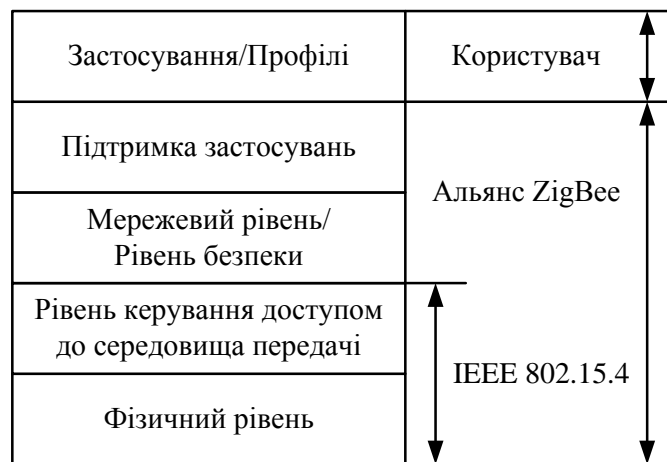 Застосування/Профілі
Користувач
Підтримка застосувань
Альянс ZigBee
Мережевий рівень/
Рівень безпеки
Рівень керування доступом
до середовища передачі
IEEE 802.15.4
Фізичний рівень